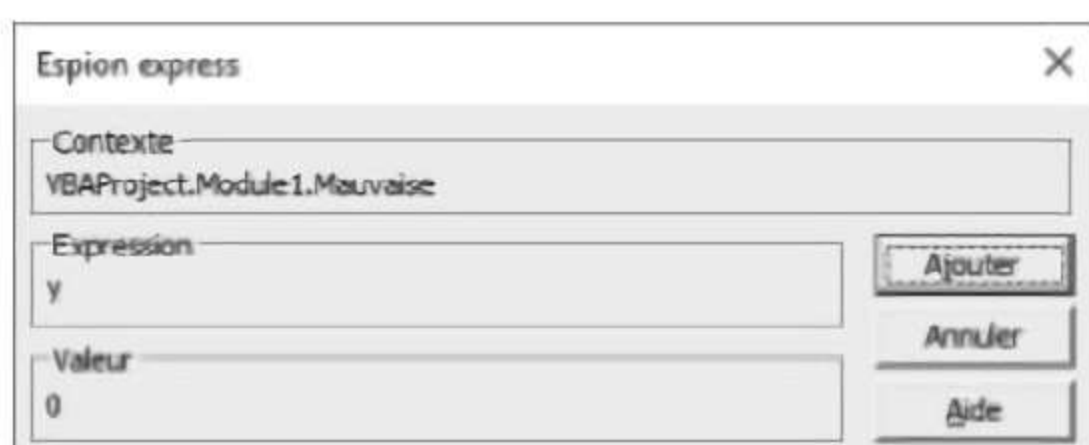 Espion express
Contexte
VBAProject.Module1.Mauvaise
Expression
y
Ajouter
Annuler
Valeur
0
Aide